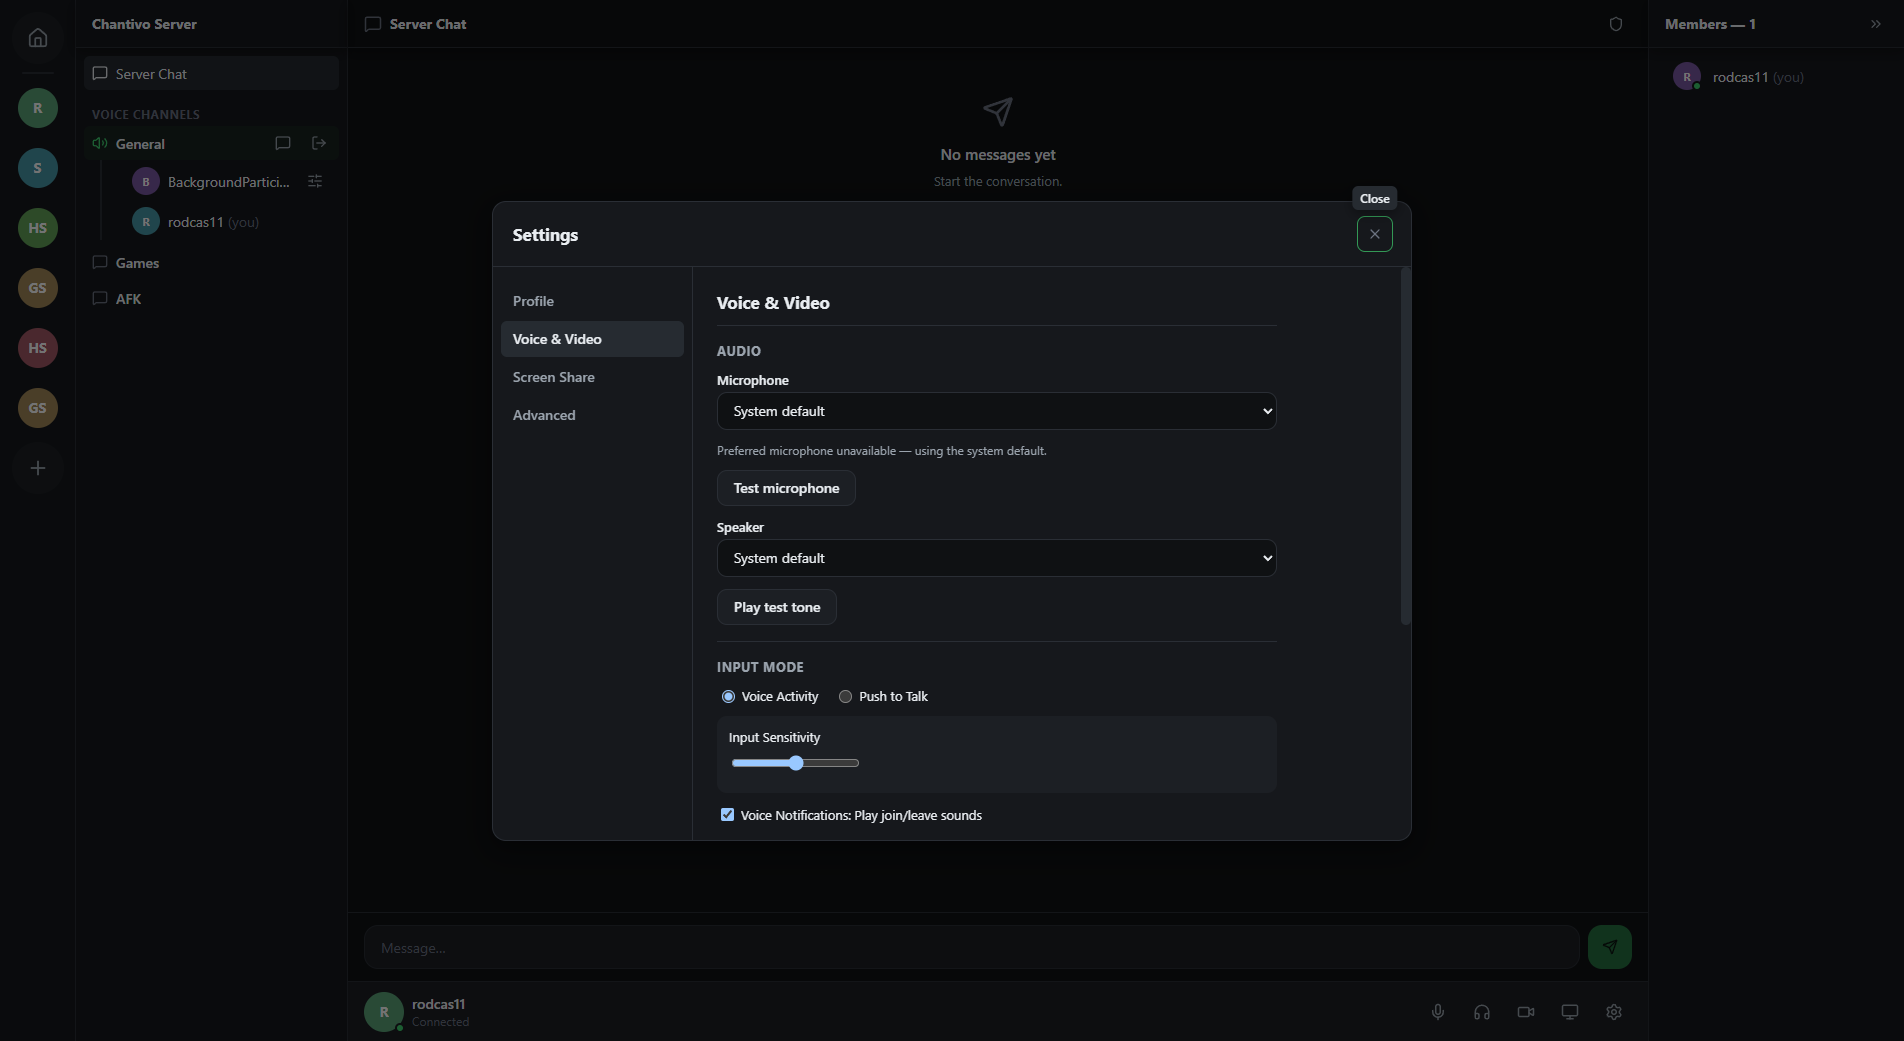 Chantivo Server
Server Chat
Members — 1
R
S
HS
GS
HS
GS
Server Chat
VOICE CHANNELS
General
B
BackgroundPartici...
R
rodcas11 (you)
Games
AFK
No messages yet
Start the conversation.
R
rodcas11 (you)
Close
Settings
Profile
Voice & Video
Screen Share
Advanced
Voice & Video
AUDIO
Microphone
System default
Preferred microphone unavailable — using the system default.
Test microphone
Speaker
System default
Play test tone
INPUT MODE
Voice Activity
Push to Talk
Input Sensitivity
Voice Notifications: Play join/leave sounds
Message...
R
rodcas11
Connected